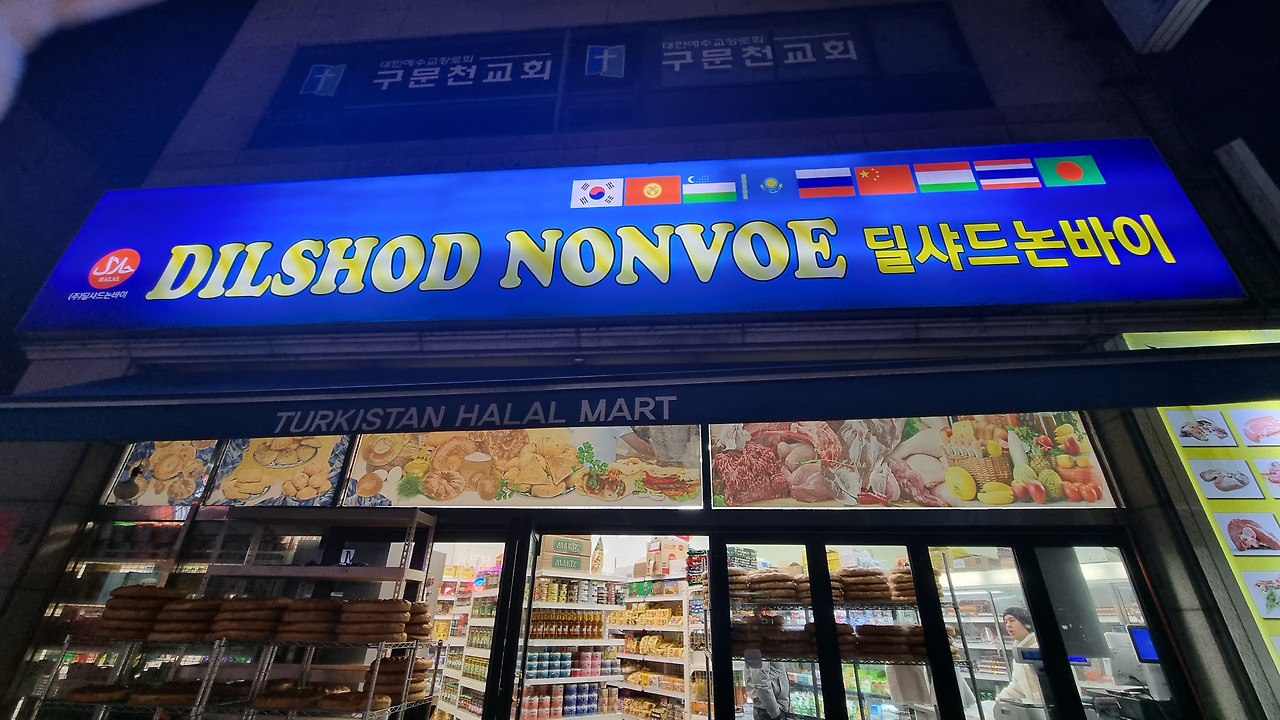 대한예수교장로회
구문천교회
대한예수교장로회
구문천교회
DILSHOD NONVOE 딜샤드논바이
HALAL
(주)딜샤드논바이
TURKISTAN HALAL MART
MAKIZ